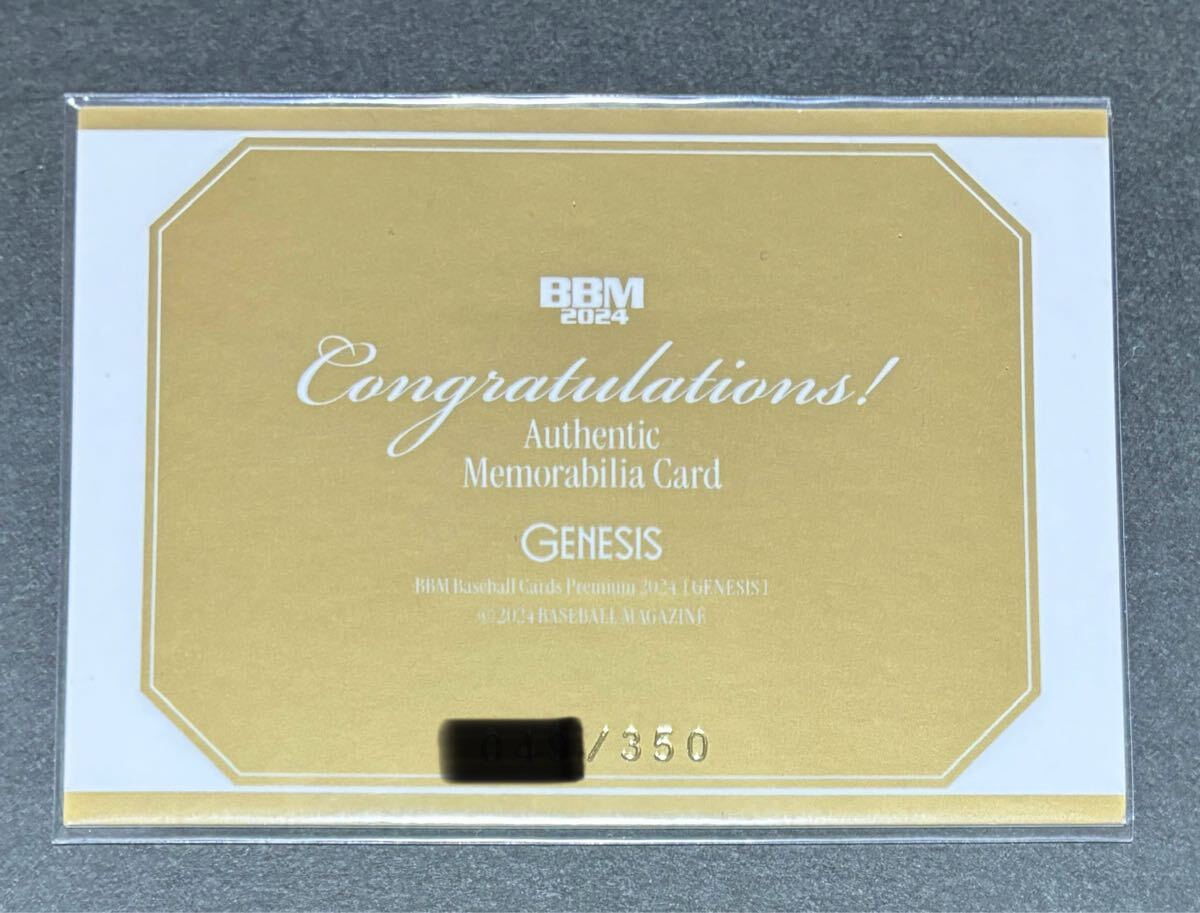 BBM
2024
Congratulations!
Authentic
Memorabilia Card
GENESIS
BBM Baseball Cards Premium 2024 [GENESIS]
©2024 BASEBALL MAGAZINE
/350